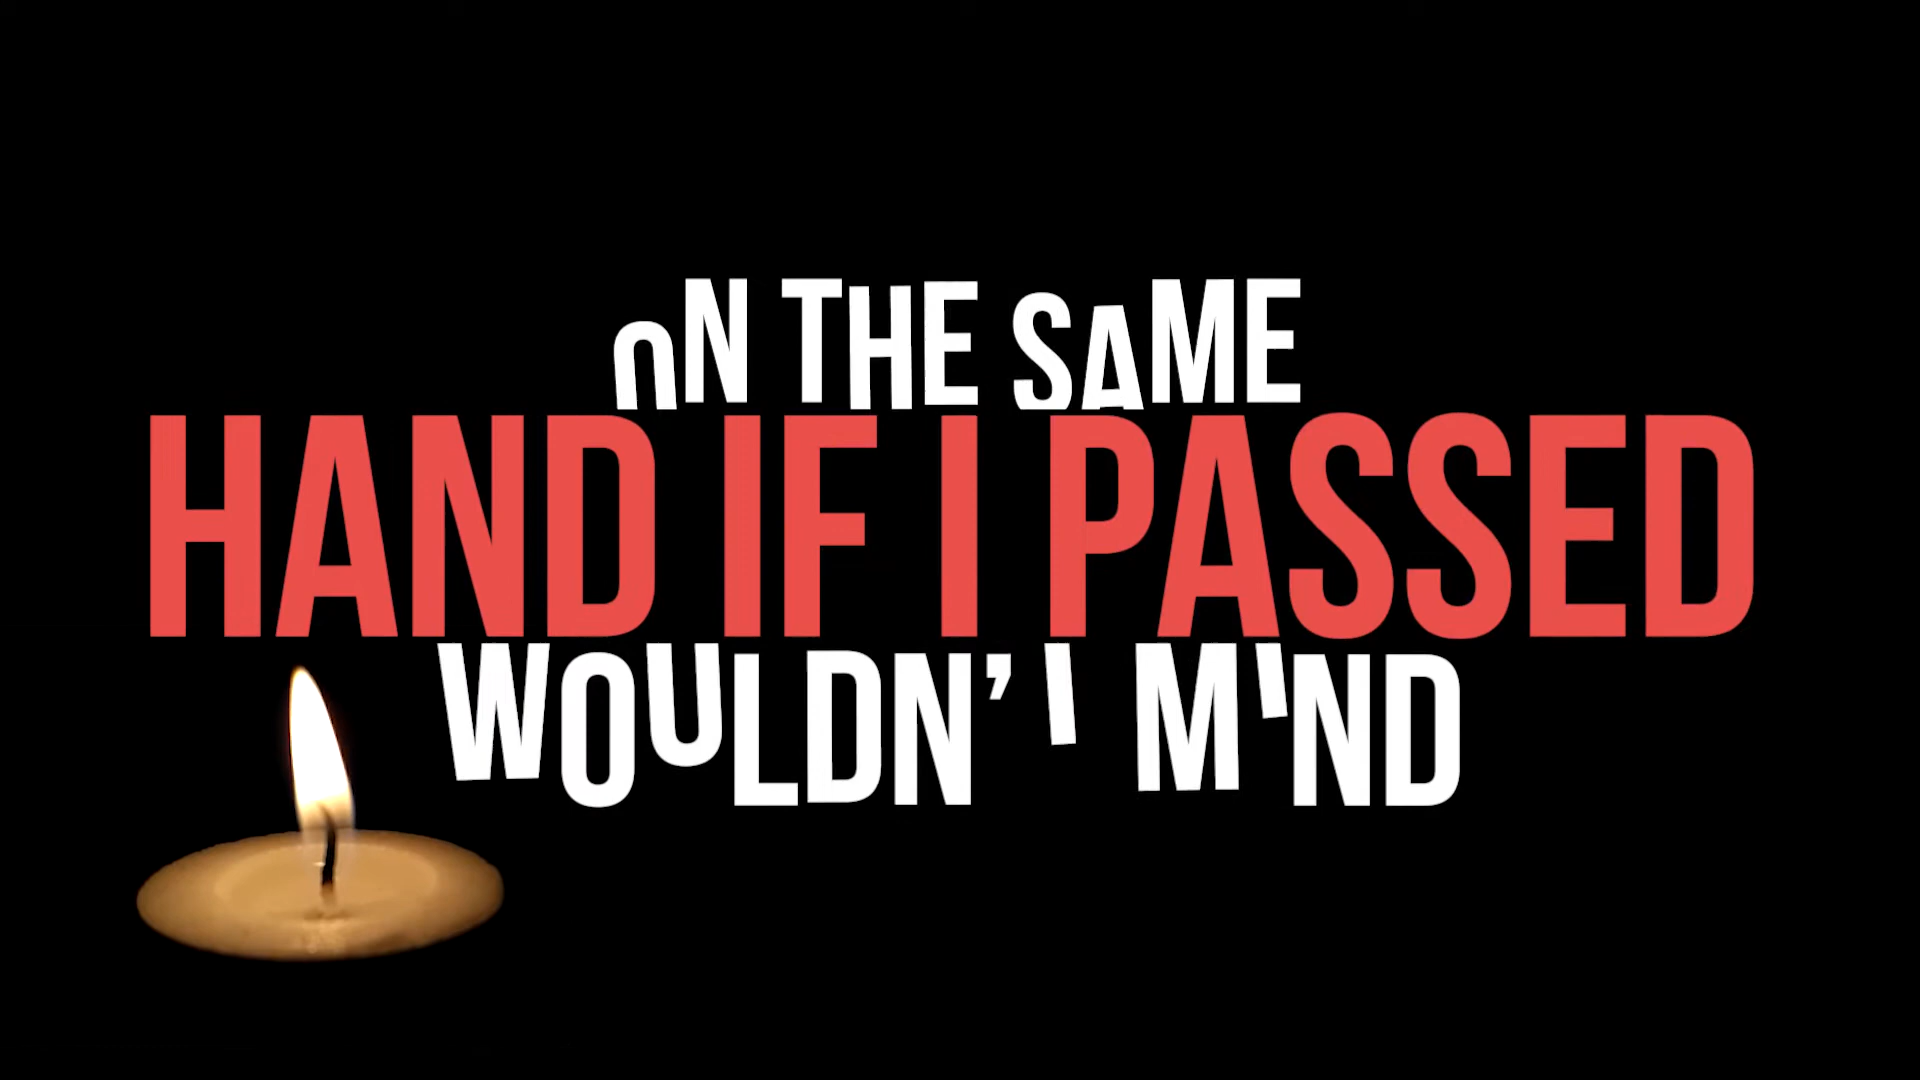 ON THE SAME
HAND IF I PASSED
WOULDN’T MIND